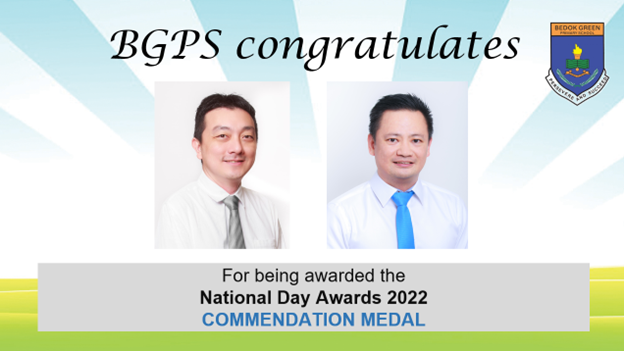 BGPS congratulates
BEDOK GREEN
PRIMARY SCHOOL
PERSEVERE AND SUCCEED
For being awarded the
National Day Awards 2022
COMMENDATION MEDAL